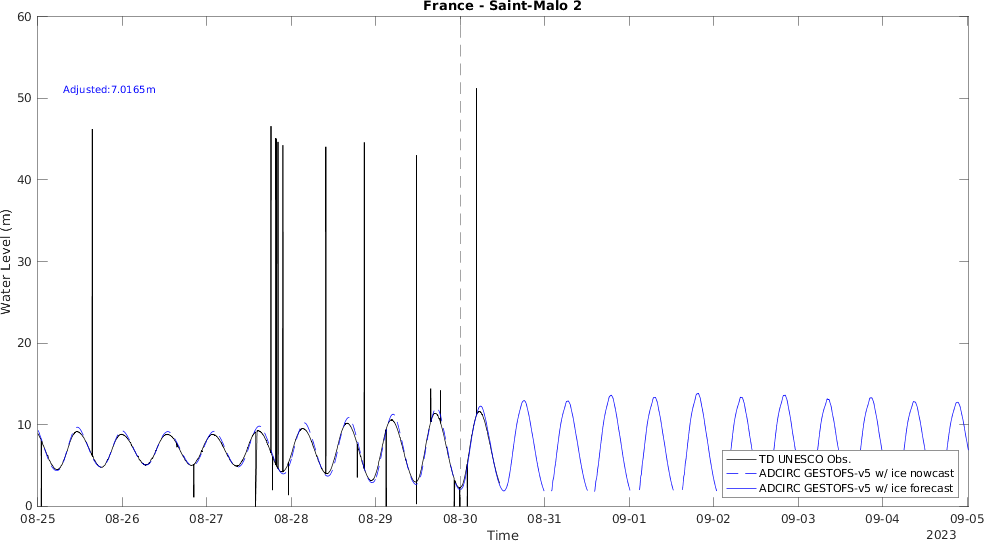 France - Saint-Malo 2
60
50
40
30
20
10
0
Water Level (m)
Adjusted:7.0165m
TD UNESCO Obs.
ADCIRC GESTOFS-v5 w/ ice nowcast
ADCIRC GESTOFS-v5 w/ ice forecast
08-25 08-26 08-27 08-28 08-29 08-30 08-31 09-01 09-02 09-03 09-04 09-05
Time
2023